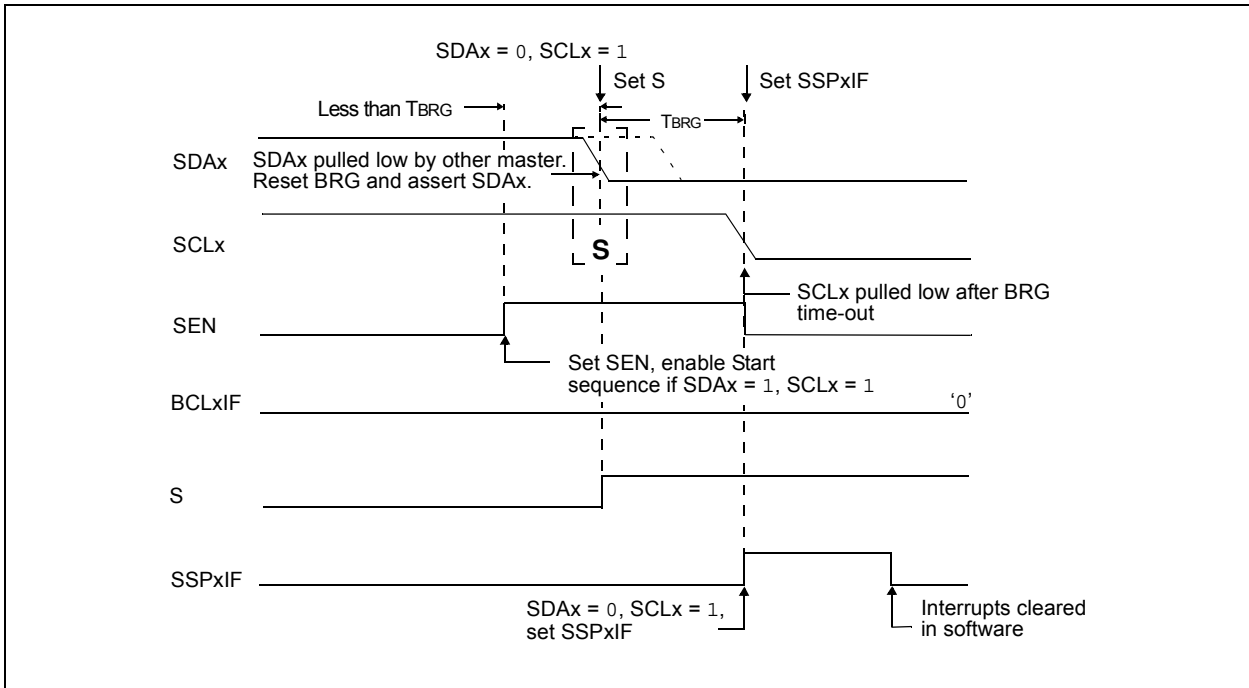 SDAx = 0, SCLx = 1
Set S
Set SSPxIF
Less than TBRG
TBRG
SDAx
SDAx pulled low by other master.
Reset BRG and assert SDAx.
SCLx
S
SCLx pulled low after BRG
time-out
SEN
Set SEN, enable Start
sequence if SDAx = 1, SCLx = 1
BCLxIF
‘0’
S
SSPxIF
SDAx = 0, SCLx = 1,
set SSPxIF
Interrupts cleared
in software